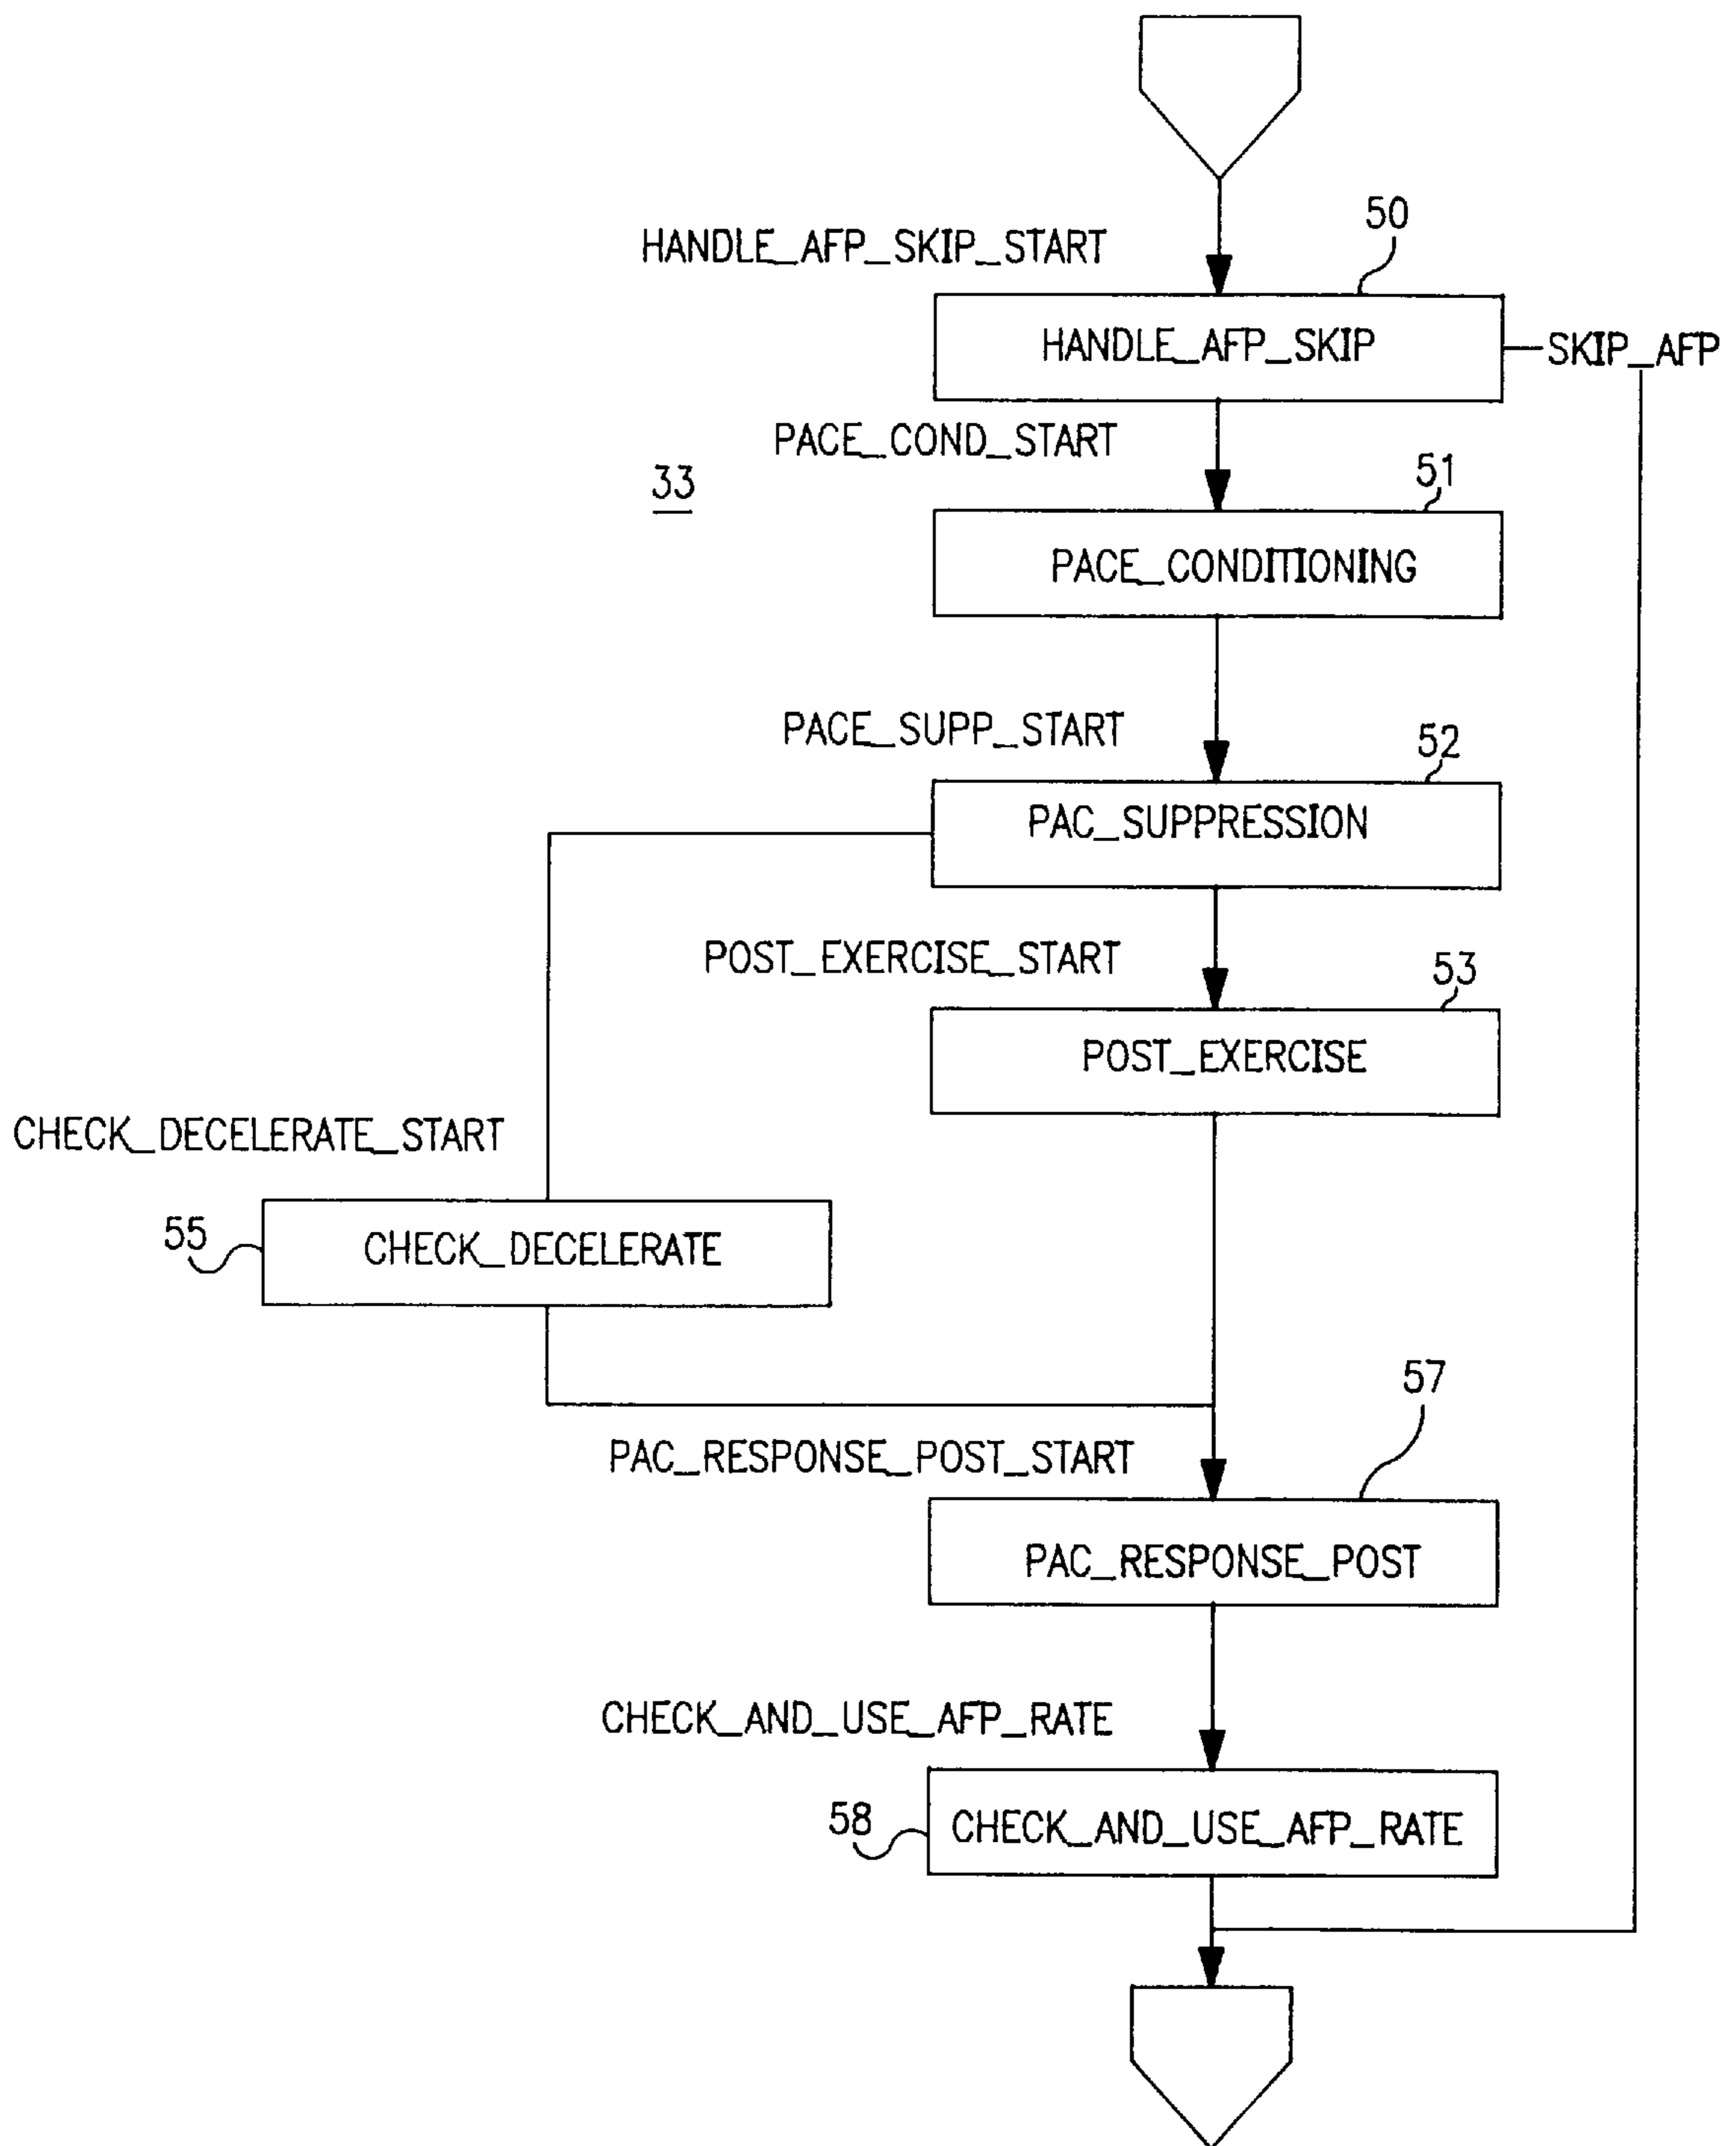 HANDLE_AFP_SKIP_START
50
HANDLE_AFP_SKIP
SKIP_AFP
PACE_COND_START
33
51
PACE_CONDITIONING
PACE_SUPP_START
52
PAC_SUPPRESSION
POST_EXERCISE_START
53
POST_EXERCISE
CHECK_DECELERATE_START
55
CHECK_DECELERATE
57
PAC_RESPONSE_POST_START
PAC_RESPONSE_POST
CHECK_AND_USE_AFP_RATE
58
CHECK_AND_USE_AFP_RATE